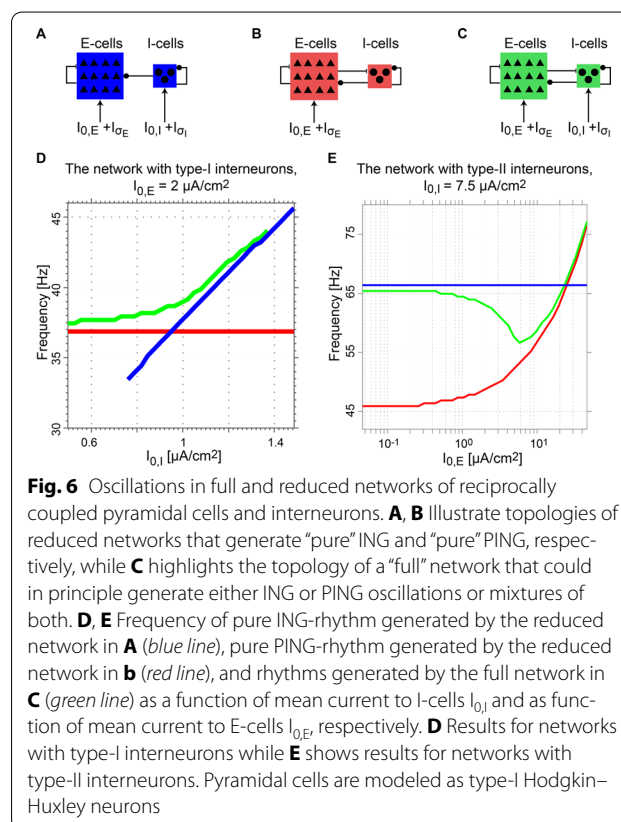 A
B
C
E-cells I-cells
E-cells I-cells
E-cells I-cells
I0,E +IσE I0,I +IσI
I0,E +IσE
I0,E +IσE I0,I +IσI
D
The network with type-I interneurons,
I0,E = 2 µA/cm2
Frequency [Hz]
45
40
35
30
0.6 1 1.4
I0,I [µA/cm2]
E
The network with type-II interneurons,
I0,I = 7.5 µA/cm2
Frequency [Hz]
75
65
55
45
10-1 100 101
I0,E [µA/cm2]
Fig. 6 Oscillations in full and reduced networks of reciprocally
coupled pyramidal cells and interneurons. A, B Illustrate topologies of
reduced networks that generate “pure” ING and “pure” PING, respec-
tively, while C highlights the topology of a “full” network that could
in principle generate either ING or PING oscillations or mixtures of
both. D, E Frequency of pure ING-rhythm generated by the reduced
network in A (blue line), pure PING-rhythm generated by the reduced
network in b (red line), and rhythms generated by the full network in
C (green line) as a function of mean current to I-cells I0,I and as func-
tion of mean current to E-cells I0,E, respectively. D Results for networks
with type-I interneurons while E shows results for networks with
type-II interneurons. Pyramidal cells are modeled as type-I Hodgkin–
Huxley neurons